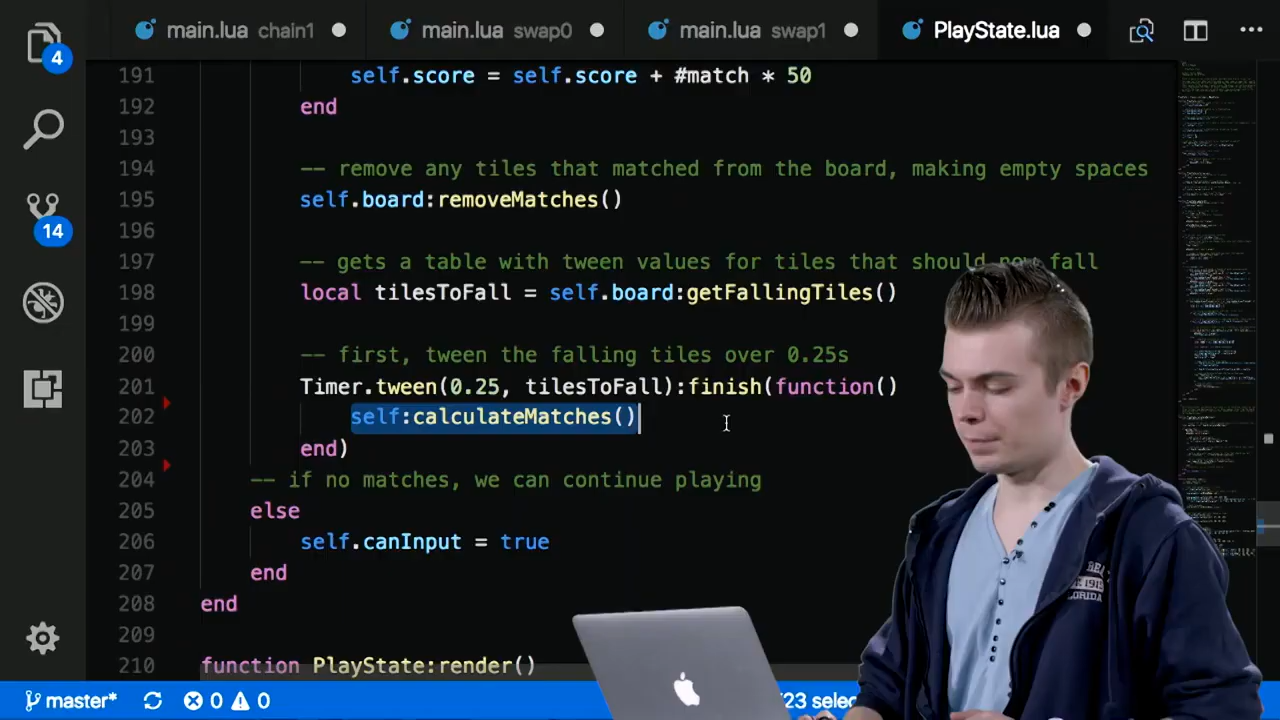 main.lua chain1
main.lua swap0
main.lua swap1
PlayState.lua
4
14
191 self.score = self.score + #match * 50
192 end
193
194 -- remove any tiles that matched from the board, making empty spaces
195 self.board:removeMatches()
196
197 -- gets a table with tween values for tiles that should now fall
198 local tilesToFall = self.board:getFallingTiles()
199
200 -- first, tween the falling tiles over 0.25s
201 Timer.tween(0.25, tilesToFall):finish(function()
202 self:calculateMatches()
203 end)
204 -- if no matches, we can continue playing
205 else
206 self.canInput = true
207 end
208 end
209
210 function PlayState:render()
master* 0 0
FLORIDA